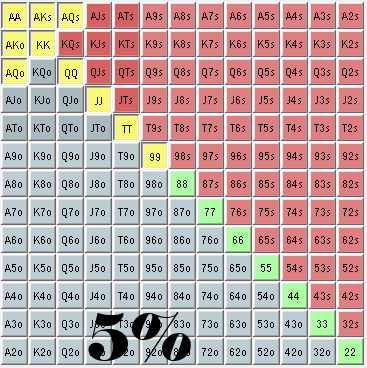 AA AKs AQs AJs ATs A9s A8s A7s A6s A5s A4s A3s A2s
AKo KK KQs KJs KTs K9s K8s K7s K6s K5s K4s K3s K2s
AQo KQo QQ QJs QTs Q9s Q8s Q7s Q6s Q5s Q4s Q3s Q2s
AJo KJo QJo JJ JTs J9s J8s J7s J6s J5s J4s J3s J2s
ATo KTo QTo JTo TT T9s T8s T7s T6s T5s T4s T3s T2s
A9o K9o Q9o J9o T9o 99 98s 97s 96s 95s 94s 93s 92s
A8o K8o Q8o J8o T8o 98o 88 87s 86s 85s 84s 83s 82s
A7o K7o Q7o J7o T7o 97o 87o 77 76s 75s 74s 73s 72s
A6o K6o Q6o J6o T6o 96o 86o 76o 66 65s 64s 63s 62s
A5o K5o Q5o J5o T5o 95o 85o 75o 65o 55 54s 53s 52s
A4o K4o Q4o J4o T4o 94o 84o 74o 64o 54o 44 43s 42s
A3o K3o Q3o J3o T3o 93o 83o 73o 63o 53o 43o 33 32s
A2o K2o Q2o 92o 82o 72o 62o 52o 42o 32o 22
5%